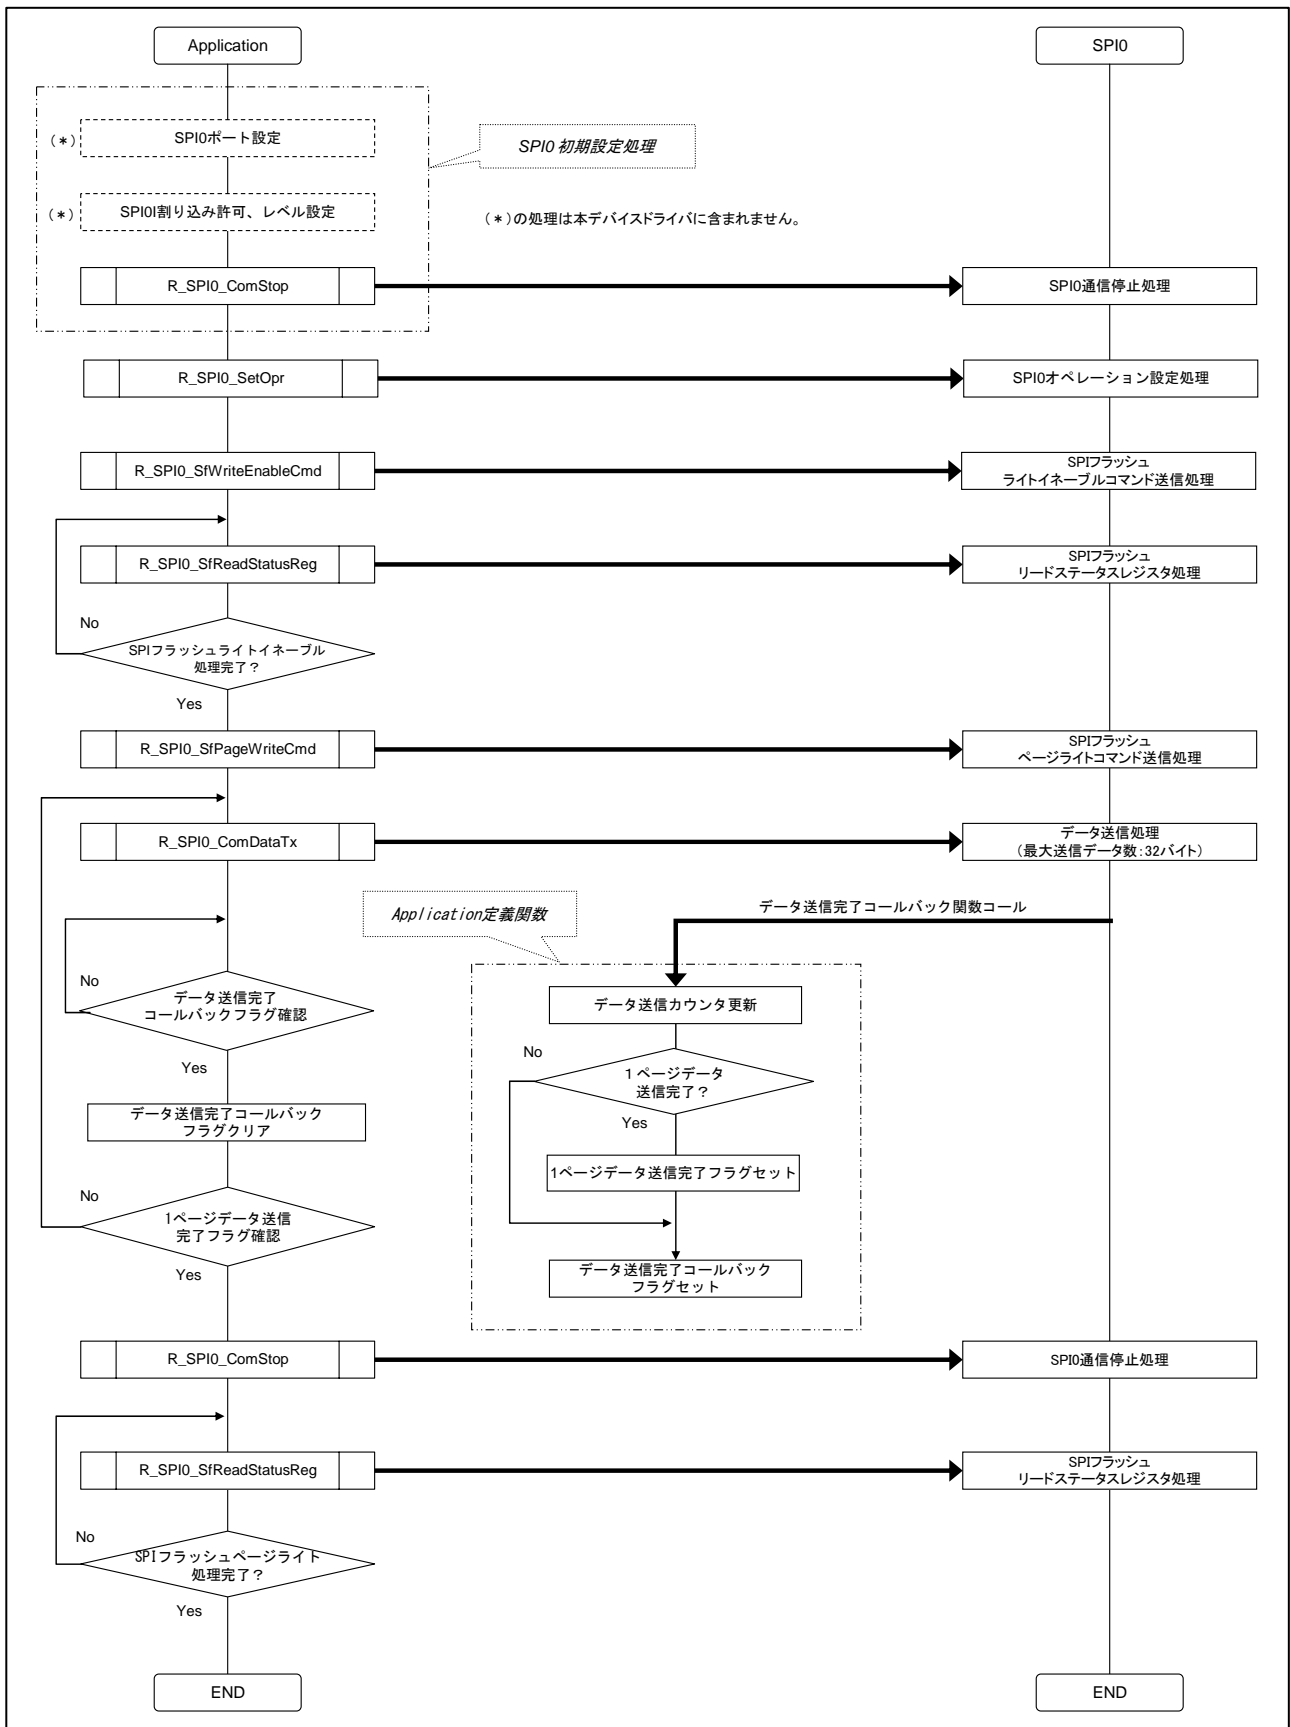 Application
SPI0
(*)
SPI0ポート設定
SPI0 初期設定処理
(*)
SPI0I割り込み許可、レベル設定
(*)の処理は本デバイスドライバに含まれません。
R_SPI0_ComStop
SPI0通信停止処理
R_SPI0_SetOpr
SPI0オペレーション設定処理
R_SPI0_SfWriteEnableCmd
SPIフラッシュ
ライトイネーブルコマンド送信処理
R_SPI0_SfReadStatusReg
SPIフラッシュ
リードステータスレジスタ処理
No
SPIフラッシュライトイネーブル
処理完了？
Yes
R_SPI0_SfPageWriteCmd
SPIフラッシュ
ページライトコマンド送信処理
R_SPI0_ComDataTx
データ送信処理
（最大送信データ数:32バイト）
Application定義関数
データ送信完了コールバック関数コール
No
データ送信完了
コールバックフラグ確認
Yes
データ送信カウンタ更新
No
１ページデータ
送信完了？
Yes
データ送信完了コールバック
フラグクリア
1ページデータ送信完了フラグセット
No
1ページデータ送信
完了フラグ確認
Yes
データ送信完了コールバック
フラグセット
R_SPI0_ComStop
SPI0通信停止処理
R_SPI0_SfReadStatusReg
SPIフラッシュ
リードステータスレジスタ処理
No
SPIフラッシュページライト
処理完了？
Yes
END
END